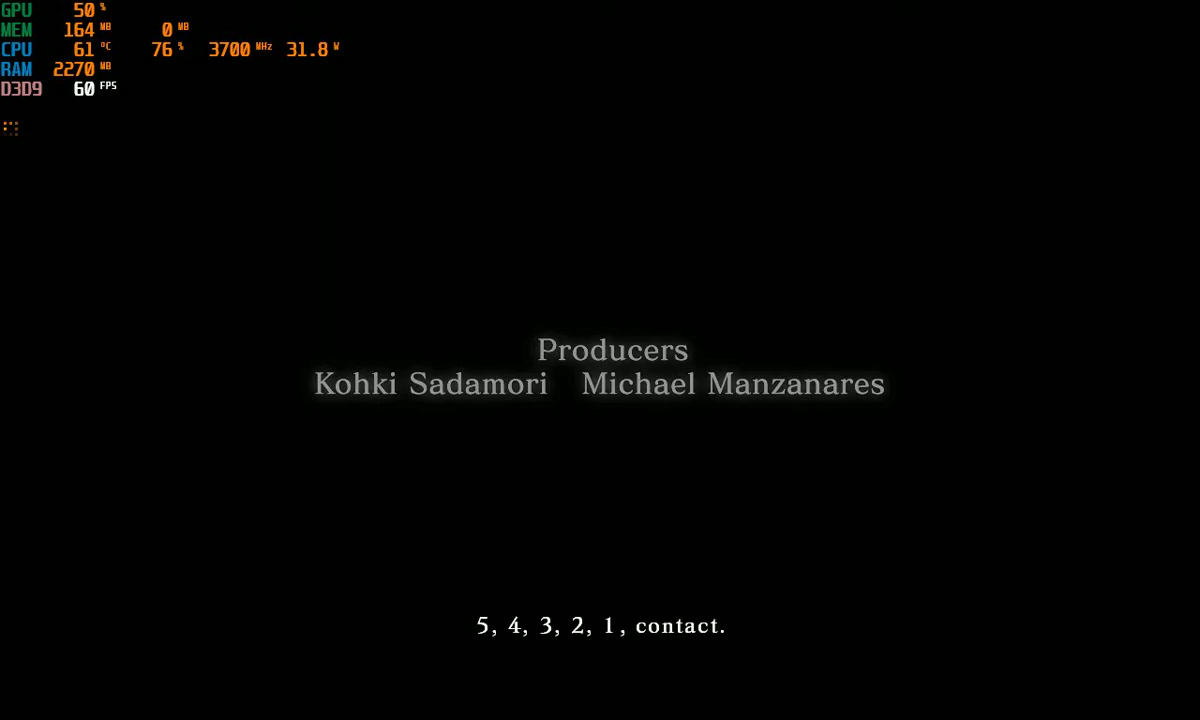 GPU 50 %
MEM 164 MB 0 MB
CPU 61 °C 76 % 3700 MHz 31.8 W
RAM 2270 MB
D3D9 60 FPS
Producers
Kohki Sadamori Michael Manzanares
5, 4, 3, 2, 1, contact.